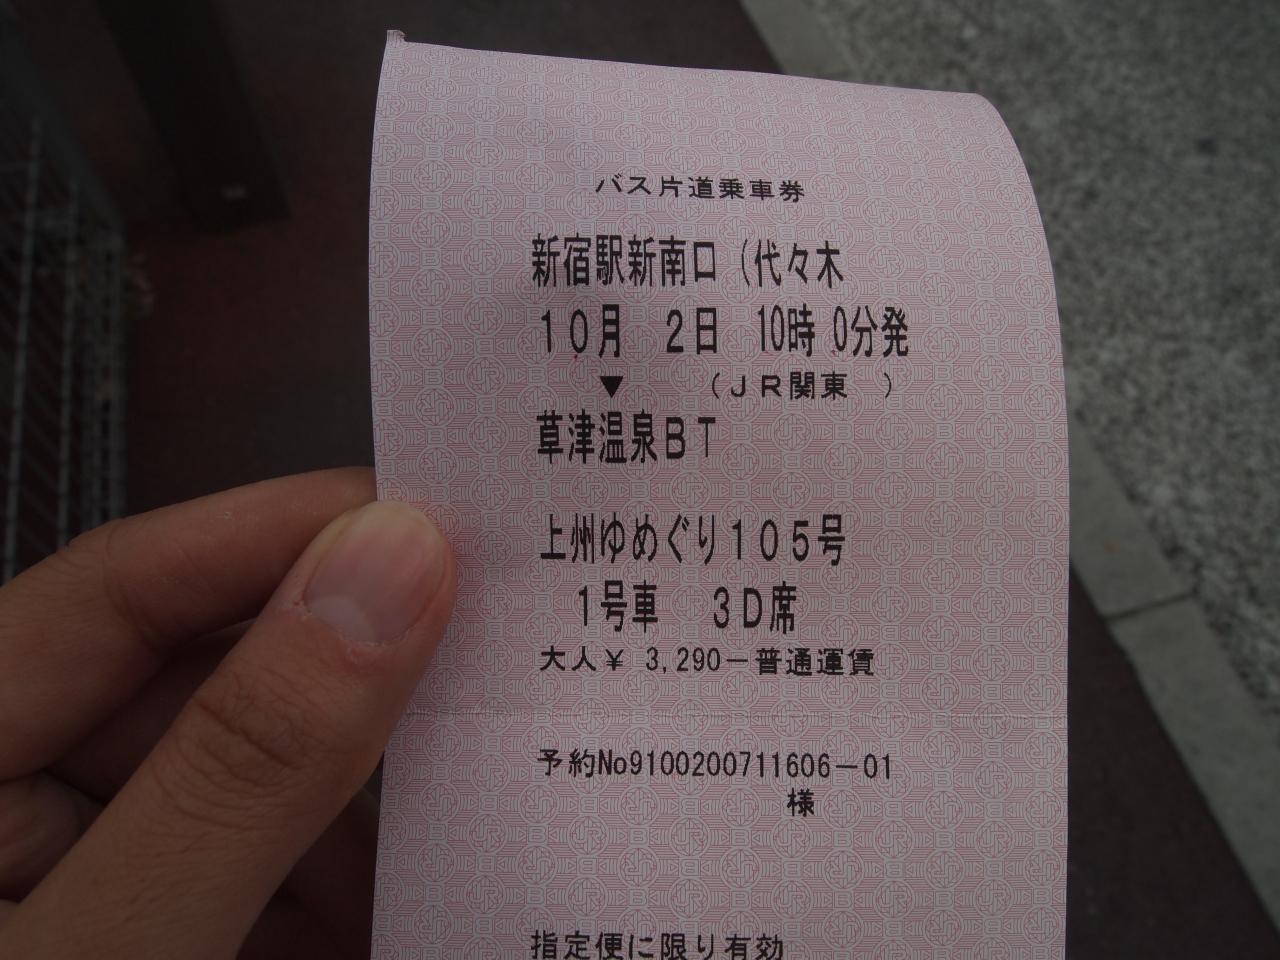 バス片道乗車券
新宿駅新南口（代々木
１０月　２日　10時 0分発
▼　　（ＪＲ関東　）
草津温泉ＢＴ
上州ゆめぐり１０５号
１号車　３Ｄ席
大人￥ 3,290－普通運賃
予約No9100200711606－01
様
指定便に限り有効